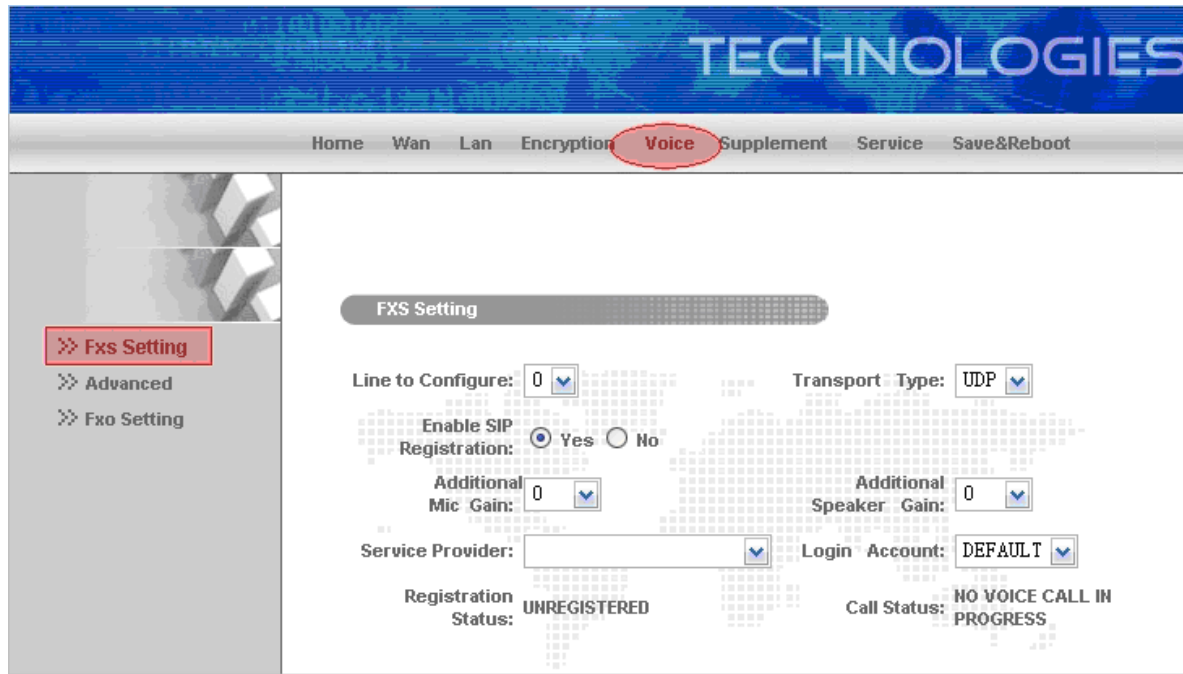 TECHNOLOGIES
Home Wan Lan Encryption Voice Supplement Service Save&Reboot
>> Fxs Setting
>> Advanced
>> Fxo Setting
FXS Setting
Line to Configure: 0 Transport Type: UDP
Enable SIP
Registration: Yes No
Additional
Mic Gain: 0 Additional
Speaker Gain: 0
Service Provider: Login Account: DEFAULT
Registration
Status: UNREGISTERED Call Status: NO VOICE CALL IN
PROGRESS